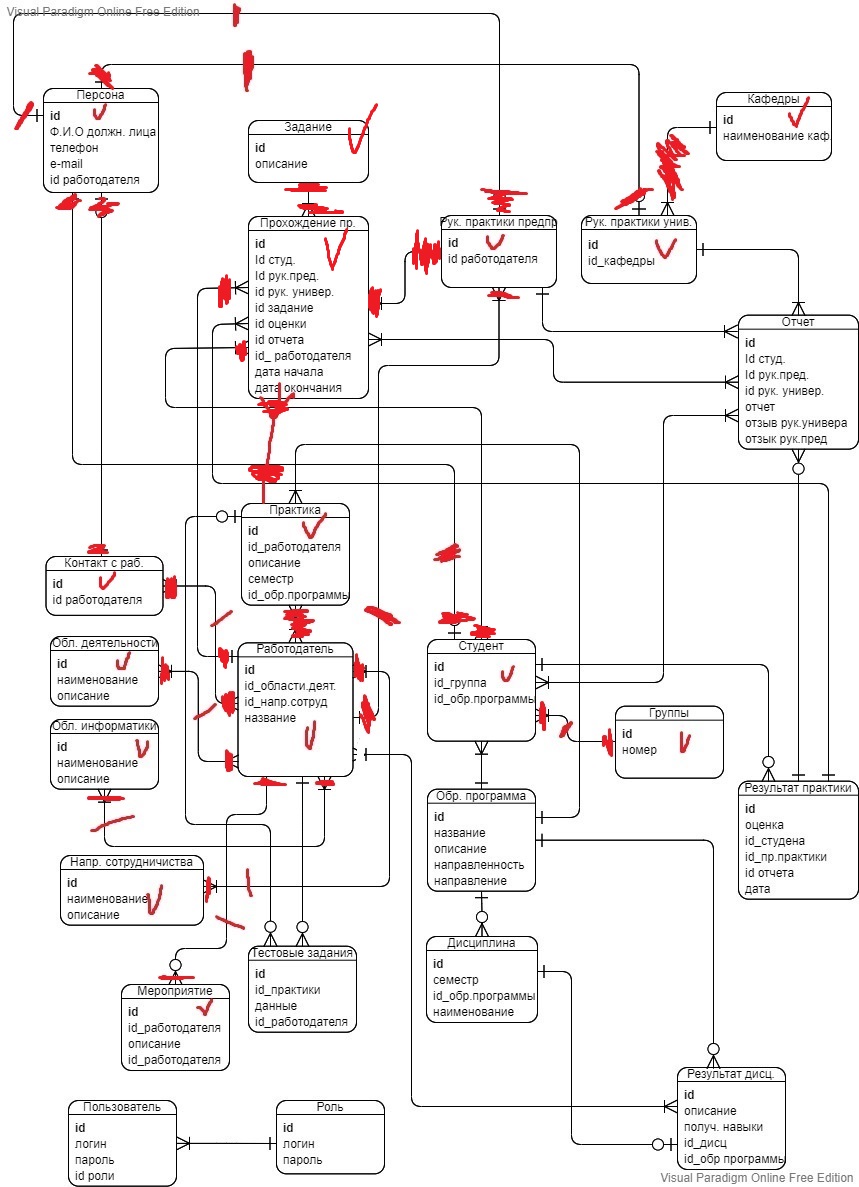 Visual Paradigm Online Free Edition
Персона
id
Ф.И.О должн. лица
телефон
e-mail
id работодателя
Задание
id
описание
Кафедры
id
наименование каф.
Прохождение пр.
id
Id студ.
Id рук.пред.
id рук. универ.
id задание
id оценки
id отчета
id_ работодателя
дата начала
дата окончания
Рук. практики предпр
id
id работодателя
Рук. практики унив.
id
id_кафедры
Отчет
id
Id студ.
Id рук.пред.
id рук. универ.
отчет
отзыв рук.универа
отзык рук.пред
Практика
id
id_работодателя
описание
семестр
id_обр.программы
Контакт с раб.
id
id работодателя
Обл. деятельности
id
наименование
описание
Работодатель
id
id_области.деят.
id_напр.сотруд
название
Студент
id
id_группа
id_обр.программы
Группы
id
номер
Обл. информатики
id
наименование
описание
Обр. программа
id
название
описание
направленность
направление
Результат практики
id
оценка
id_студена
id_пр.практики
id отчета
дата
Напр. сотрудничиства
id
наименование
описание
Дисциплина
id
семестр
id_обр.программы
наименование
Тестовые задания
id
id_практики
данные
id_работодателя
Мероприятие
id
id_работодателя
описание
id_работодателя
Результат дисц.
id
описание
получ. навыки
id_дисц
id_обр программы
Пользователь
id
логин
пароль
id роли
Роль
id
логин
пароль
Visual Paradigm Online Free Edition